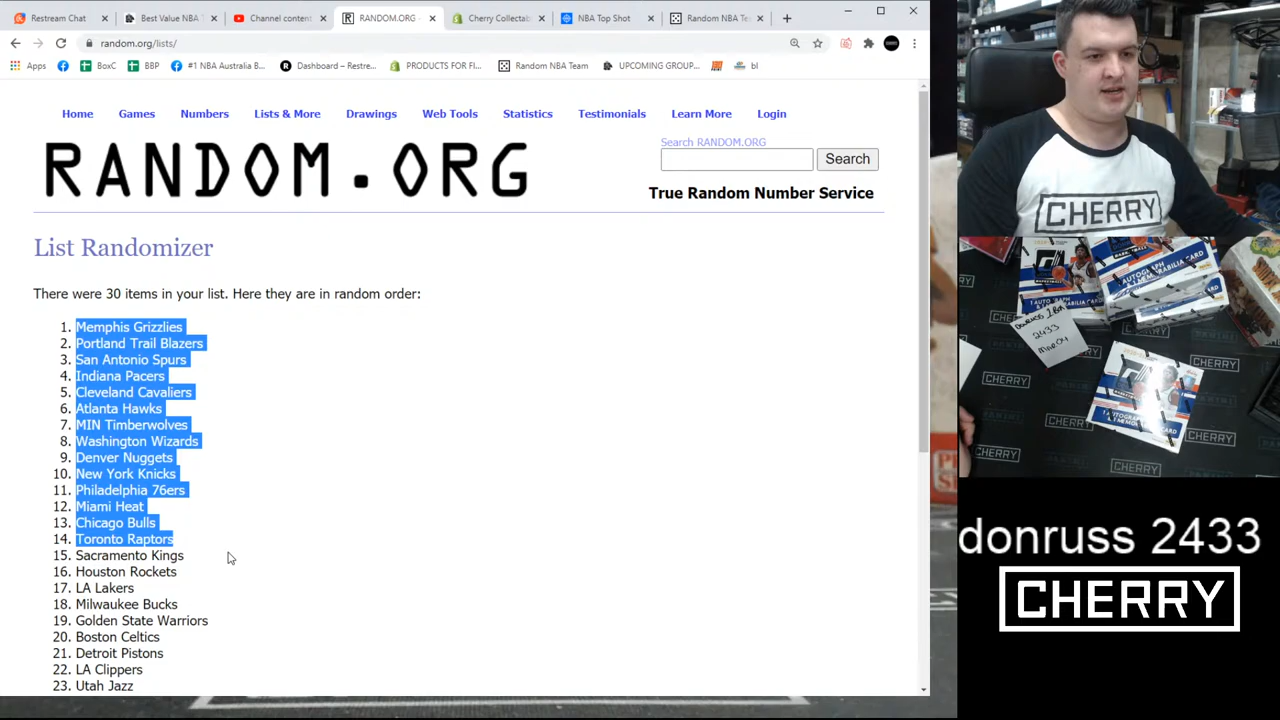 Restream Chat
Best Value NBA T
Channel content
RANDOM.ORG -
Cherry Collectab
NBA Top Shot
Random NBA Te
random.org/lists/
Apps
BoxC
BBP
#1 NBA Australia B...
Dashboard – Restre...
PRODUCTS FOR FI...
Random NBA Team
UPCOMING GROUP...
bl
Home
Games
Numbers
Lists & More
Drawings
Web Tools
Statistics
Testimonials
Learn More
Login
RANDOM.ORG
Search RANDOM.ORG
Search
True Random Number Service
List Randomizer
There were 30 items in your list. Here they are in random order:
1. Memphis Grizzlies
2. Portland Trail Blazers
3. San Antonio Spurs
4. Indiana Pacers
5. Cleveland Cavaliers
6. Atlanta Hawks
7. MIN Timberwolves
8. Washington Wizards
9. Denver Nuggets
10. New York Knicks
11. Philadelphia 76ers
12. Miami Heat
13. Chicago Bulls
14. Toronto Raptors
15. Sacramento Kings
16. Houston Rockets
17. LA Lakers
18. Milwaukee Bucks
19. Golden State Warriors
20. Boston Celtics
21. Detroit Pistons
22. LA Clippers
23. Utah Jazz
CHERRY
AUTOGRAPH
MEMORABILIA CARD
DONRUSS
2433
MAR04
CHERRY
CHERRY
CHERRY
CHERRY
donruss 2433
CHERRY